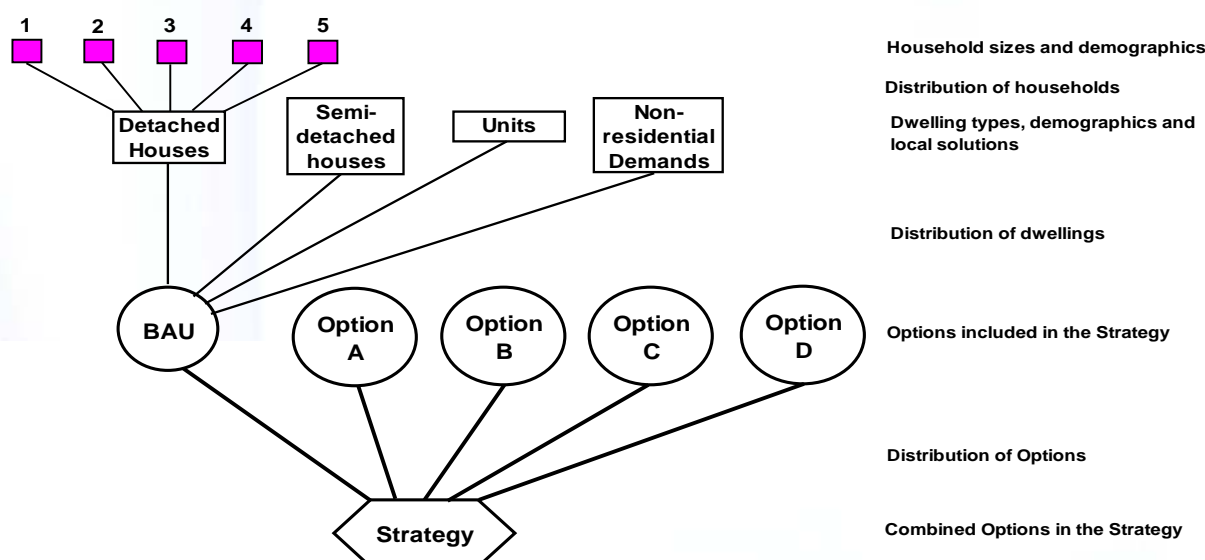 1 2 3 4 5
Household sizes and demographics
Distribution of households
Detached
Houses
Semi-
detached
houses
Units
Non-
residential
Demands
Dwelling types, demographics and
local solutions
Distribution of dwellings
BAU
Option
A
Option
B
Option
C
Option
D
Options included in the Strategy
Distribution of Options
Strategy
Combined Options in the Strategy